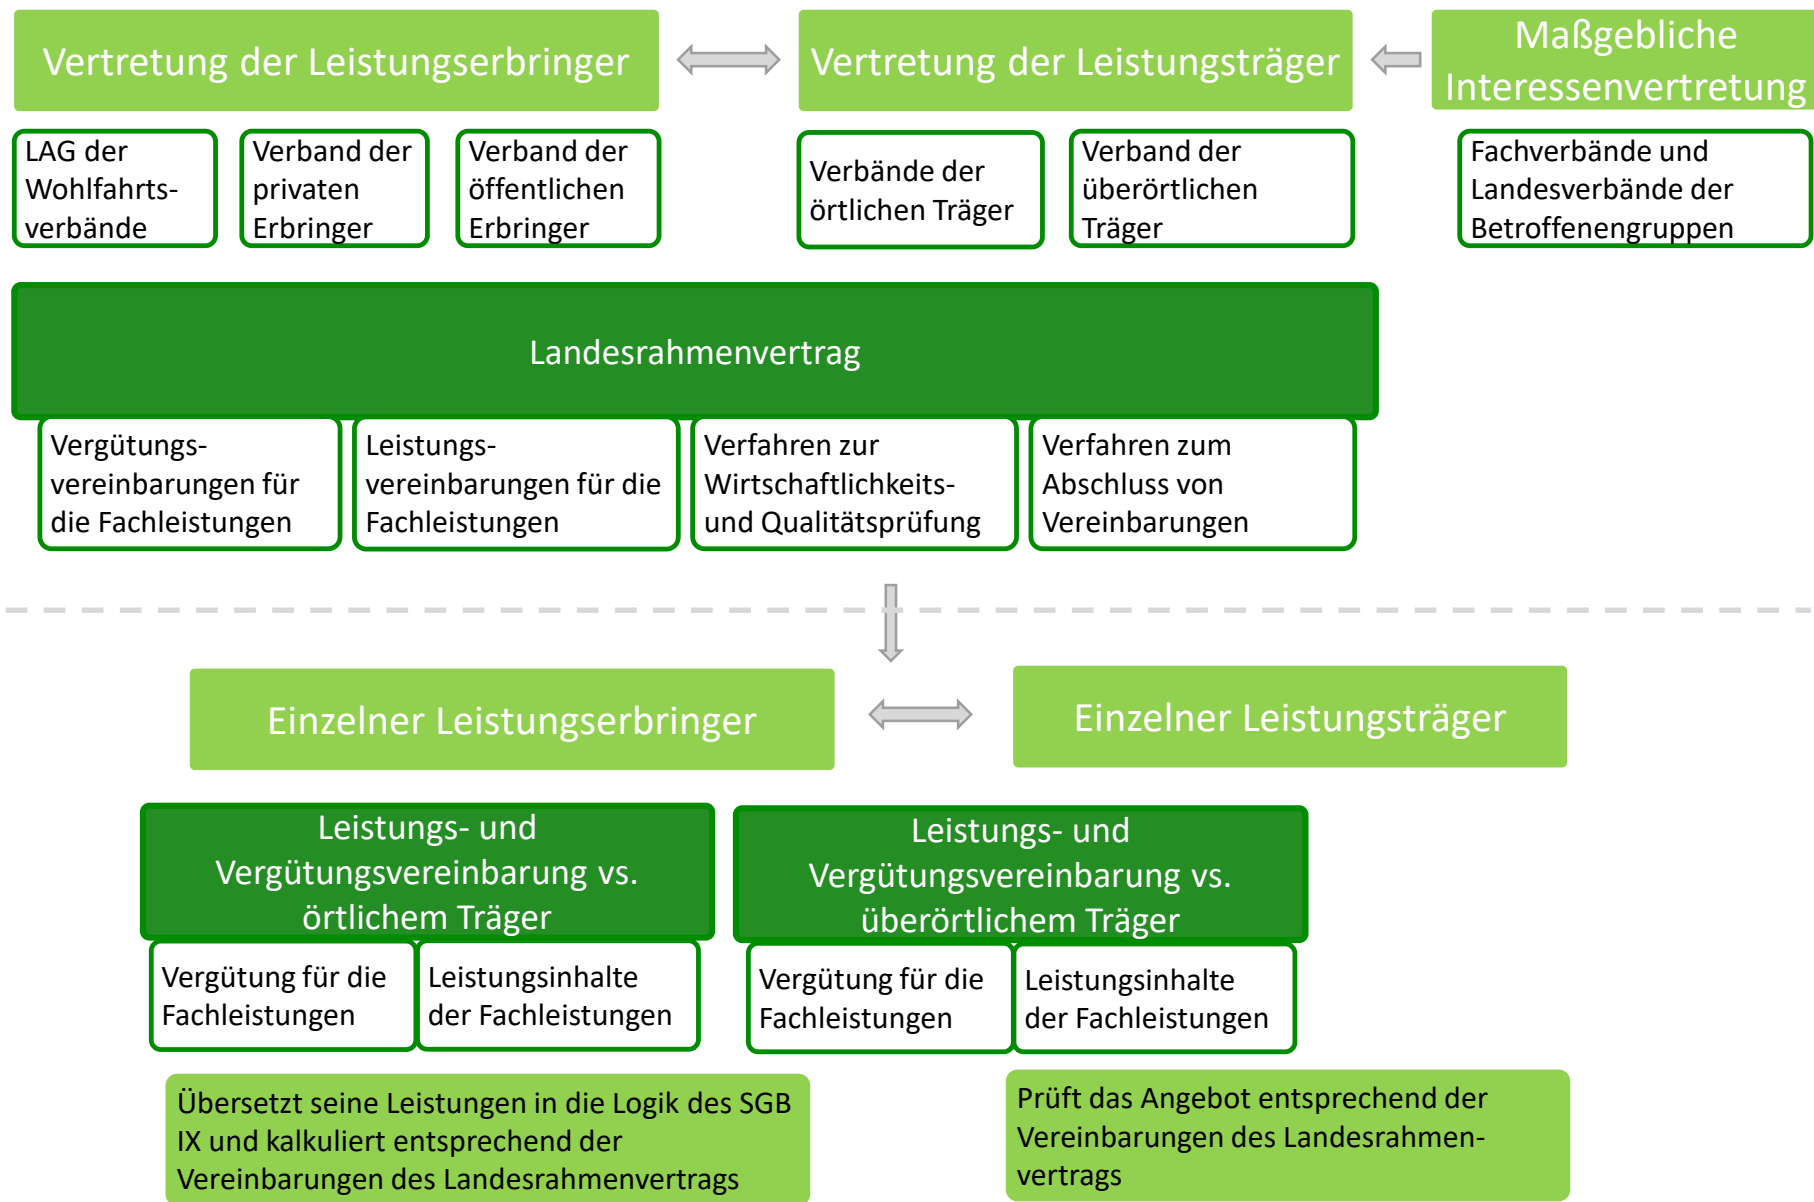 Vertretung der Leistungserbringer
Vertretung der Leistungsträger
Maßgebliche
Interessenvertretung
LAG der
Wohlfahrts-
verbände
Verband der
privaten
Erbringer
Verband der
öffentlichen
Erbringer
Verbände der
örtlichen Träger
Verband der
überörtlichen
Träger
Fachverbände und
Landesverbände der
Betroffenengruppen
Landesrahmenvertrag
Vergütungs-
vereinbarungen für
die Fachleistungen
Leistungs-
vereinbarungen für die
Fachleistungen
Verfahren zur
Wirtschaftlichkeits-
und Qualitätsprüfung
Verfahren zum
Abschluss von
Vereinbarungen
Einzelner Leistungserbringer
Einzelner Leistungsträger
Leistungs- und
Vergütungsvereinbarung vs.
örtlichem Träger
Leistungs- und
Vergütungsvereinbarung vs.
überörtlichem Träger
Vergütung für die
Fachleistungen
Leistungsinhalte
der Fachleistungen
Vergütung für die
Fachleistungen
Leistungsinhalte
der Fachleistungen
Übersetzt seine Leistungen in die Logik des SGB
IX und kalkuliert entsprechend der
Vereinbarungen des Landesrahmenvertrags
Prüft das Angebot entsprechend der
Vereinbarungen des Landesrahmen-
vertrags